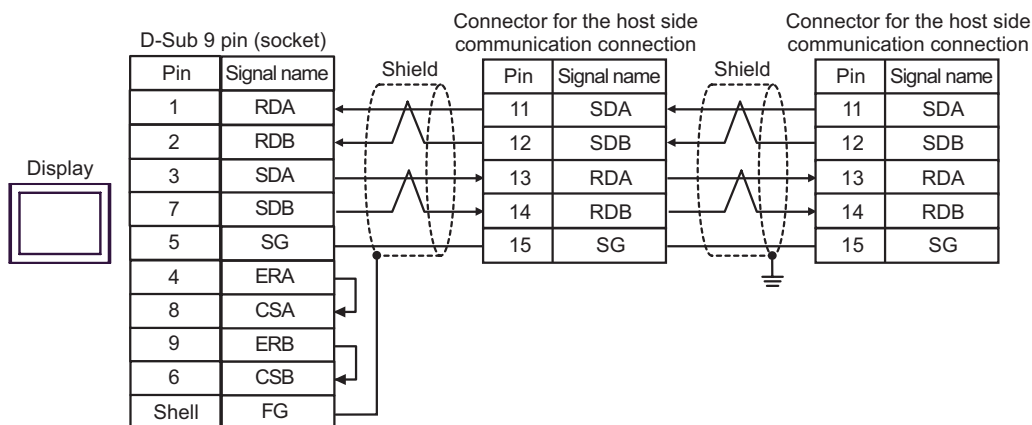 Connector for the host side
communication connection
Connector for the host side
communication connection
D-Sub 9 pin (socket)
Pin Signal name Shield Pin Signal name Shield Pin Signal name
1 RDA 11 SDA 11 SDA
2 RDB 12 SDB 12 SDB
Display
3 SDA 13 RDA 13 RDA
7 SDB 14 RDB 14 RDB
5 SG 15 SG 15 SG
4 ERA
8 CSA
9 ERB
6 CSB
Shell FG